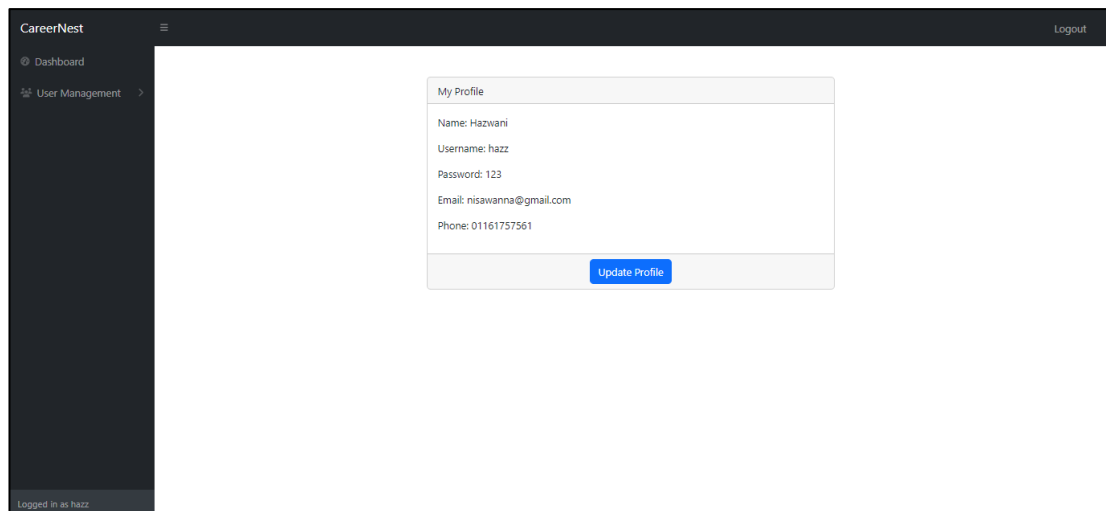 CareerNest
Logout
Dashboard
User Management
My Profile
Name: Hazwani
Username: hazz
Password: 123
Email: nisawanna@gmail.com
Phone: 01161757561
Update Profile
Logged in as hazz